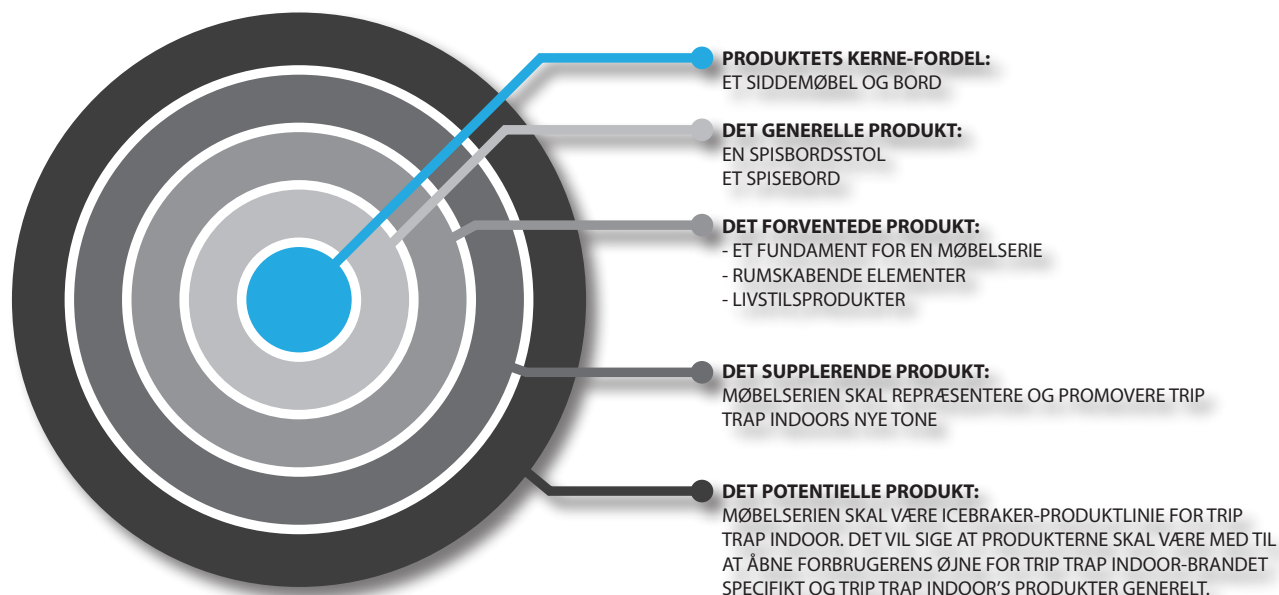 PRODUKTETS KERNE-FORDEL:
ET SIDDEMØBEL OG BORD
DET GENERELLE PRODUKT:
EN SPISBORDSSTOL
ET SPISEBORD
DET FORVENTEDE PRODUKT:
- ET FUNDAMENT FOR EN MØBELSERIE
- RUMSKABENDE ELEMENTER
- LIVSTILSPRODUKTER
DET SUPPLERENDE PRODUKT:
MØBELSERIEN SKAL REPRÆSENTERE OG PROMOVERE TRIP
TRAP INDOORS NYE TONE
DET POTENTIELLE PRODUKT:
MØBELSERIEN SKAL VÆRE ICEBRAKER-PRODUKTLINIE FOR TRIP
TRAP INDOOR. DET VIL SIGE AT PRODUKTERNE SKAL VÆRE MED TIL
AT ÅBNE FORBRUGERENS ØJNE FOR TRIP TRAP INDOOR-BRANDET
SPECIFIKT OG TRIP TRAP INDOOR'S PRODUKTER GENERELT.